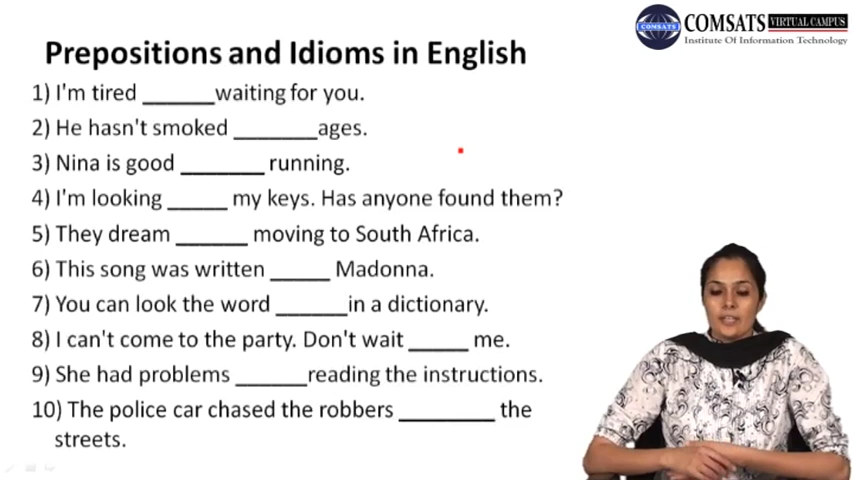 COMSATS VIRTUAL CAMPUS
COMSATS
Institute Of Information Technology
Prepositions and Idioms in English
1) I'm tired ______waiting for you.
2) He hasn't smoked _______ages.
3) Nina is good _______ running.
4) I'm looking _____ my keys. Has anyone found them?
5) They dream ______ moving to South Africa.
6) This song was written _____ Madonna.
7) You can look the word ______in a dictionary.
8) I can't come to the party. Don't wait _____ me.
9) She had problems ______reading the instructions.
10) The police car chased the robbers ________ the
streets.